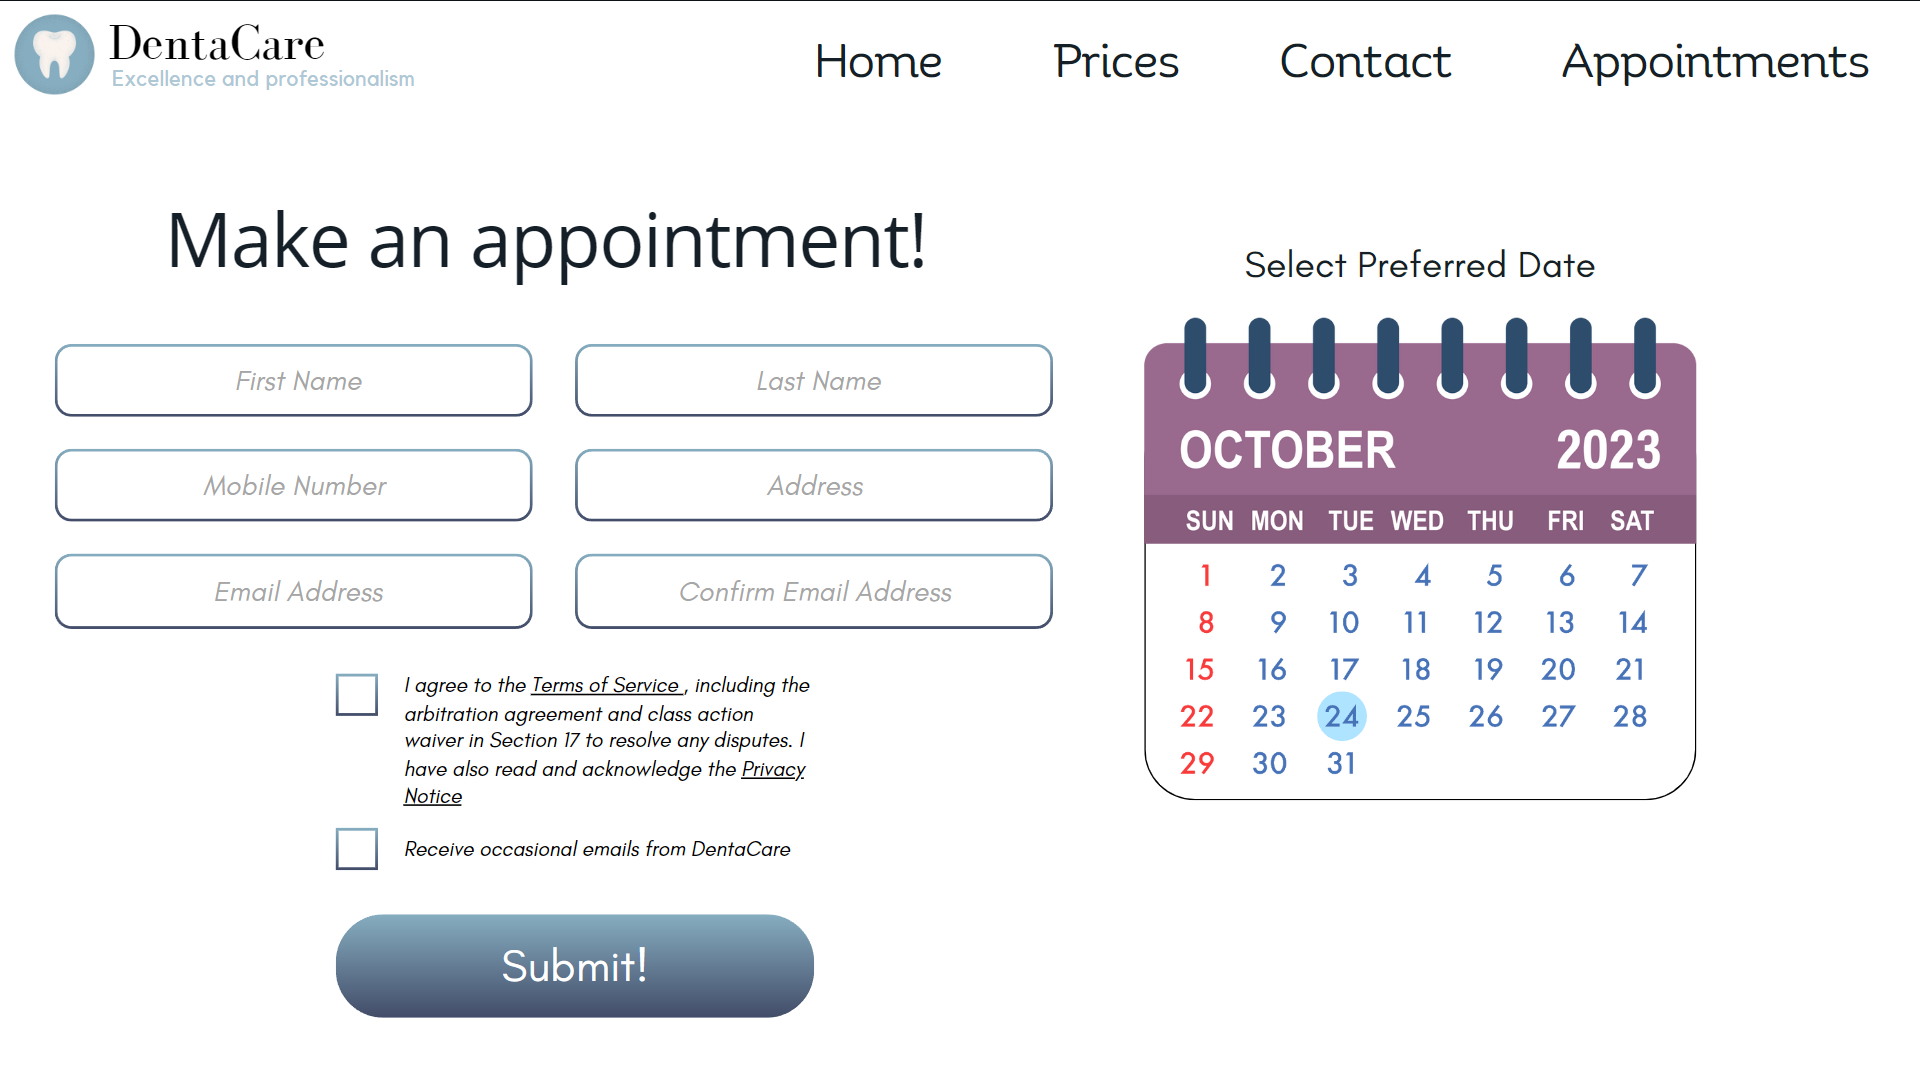 DentaCare
Excellence and professionalism
Home Prices Contact Appointments
Make an appointment!
First Name Last Name
Mobile Number Address
Email Address Confirm Email Address
I agree to the Terms of Service , including the
arbitration agreement and class action
waiver in Section 17 to resolve any disputes. I
have also read and acknowledge the Privacy
Notice
Receive occasional emails from DentaCare
Submit!
Select Preferred Date
OCTOBER 2023
SUN MON TUE WED THU FRI SAT
1 2 3 4 5 6 7
8 9 10 11 12 13 14
15 16 17 18 19 20 21
22 23 24 25 26 27 28
29 30 31